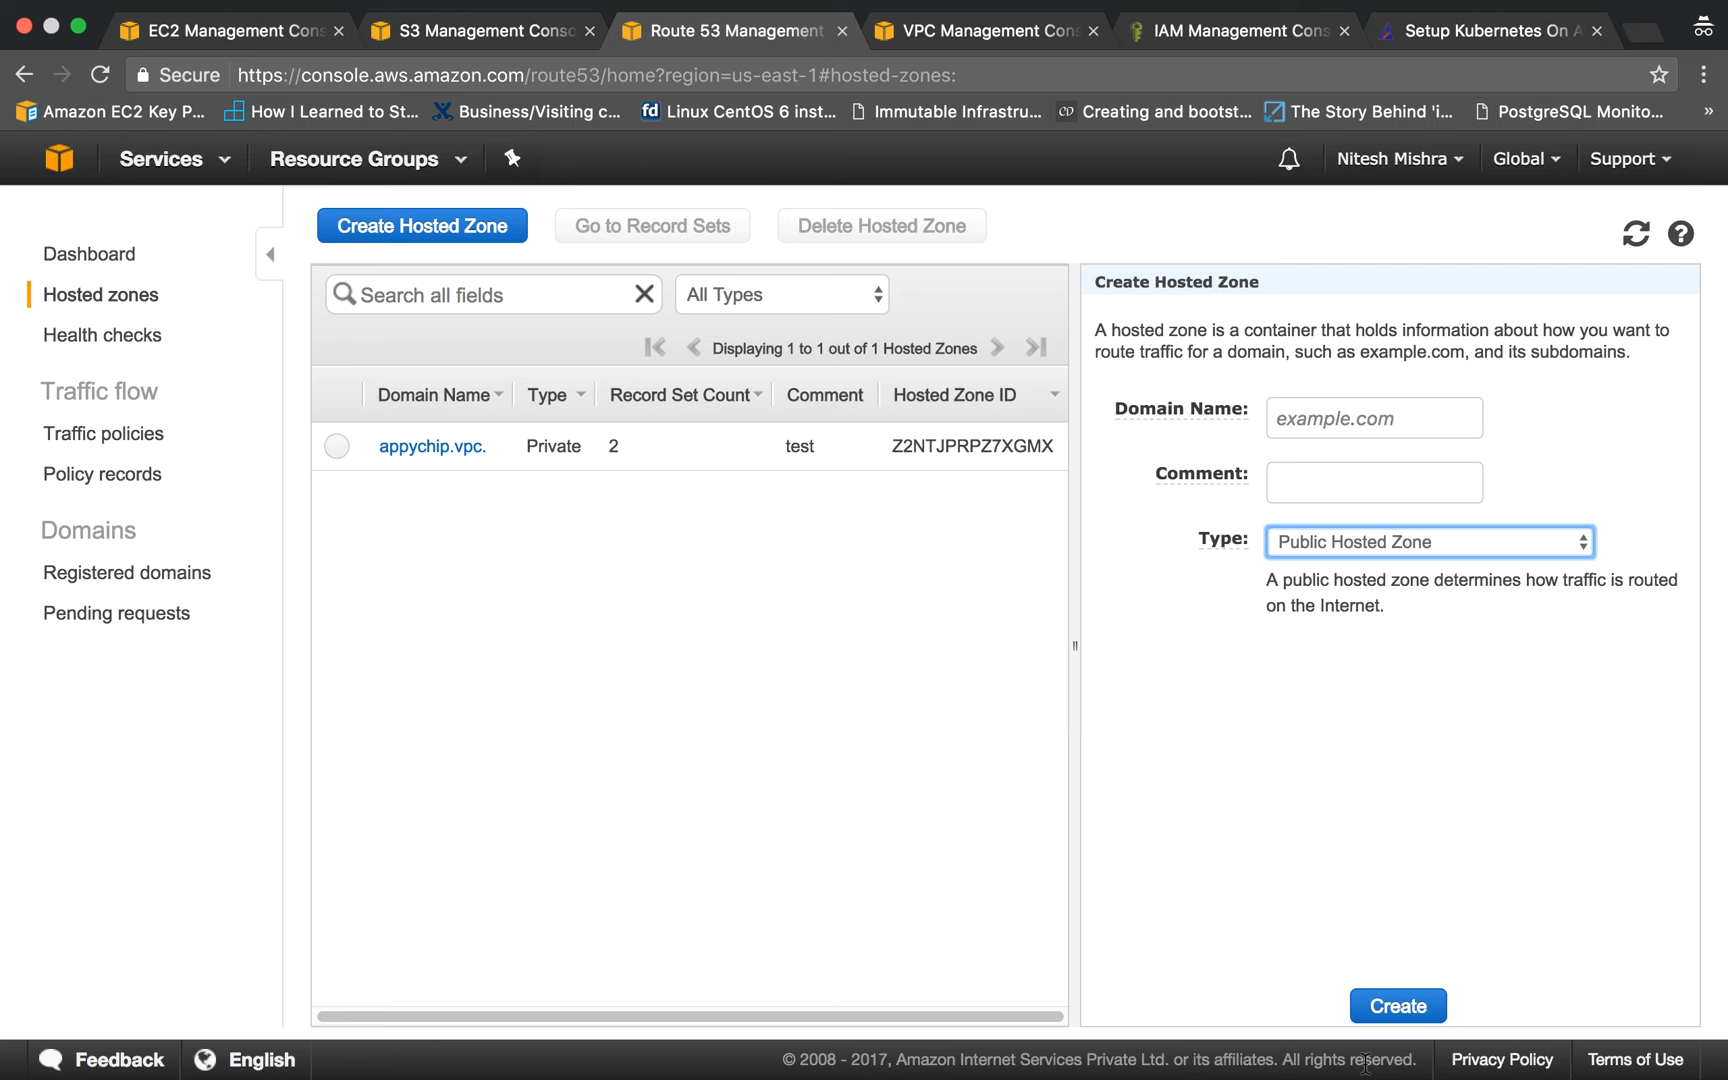 EC2 Management Cons
S3 Management Conso
Route 53 Management
VPC Management Cons
IAM Management Cons
Setup Kubernetes On A
Secure
https://console.aws.amazon.com/route53/home?region=us-east-1#hosted-zones:
Amazon EC2 Key P...
How I Learned to St...
Business/Visiting c...
fd Linux CentOS 6 inst...
Immutable Infrastru...
Creating and bootst...
The Story Behind 'i...
PostgreSQL Monito...
»
Services
Resource Groups
Nitesh Mishra
Global
Support
Dashboard
Hosted zones
Health checks
Traffic flow
Traffic policies
Policy records
Domains
Registered domains
Pending requests
Create Hosted Zone
Go to Record Sets
Delete Hosted Zone
Search all fields
All Types
Displaying 1 to 1 out of 1 Hosted Zones
Domain Name Type Record Set Count Comment Hosted Zone ID
appychip.vpc. Private 2 test Z2NTJPRPZ7XGMX
Create Hosted Zone
A hosted zone is a container that holds information about how you want to
route traffic for a domain, such as example.com, and its subdomains.
Domain Name: example.com
Comment:
Type: Public Hosted Zone
A public hosted zone determines how traffic is routed
on the Internet.
Create
Feedback
English
© 2008 - 2017, Amazon Internet Services Private Ltd. or its affiliates. All rights reserved.
Privacy Policy
Terms of Use